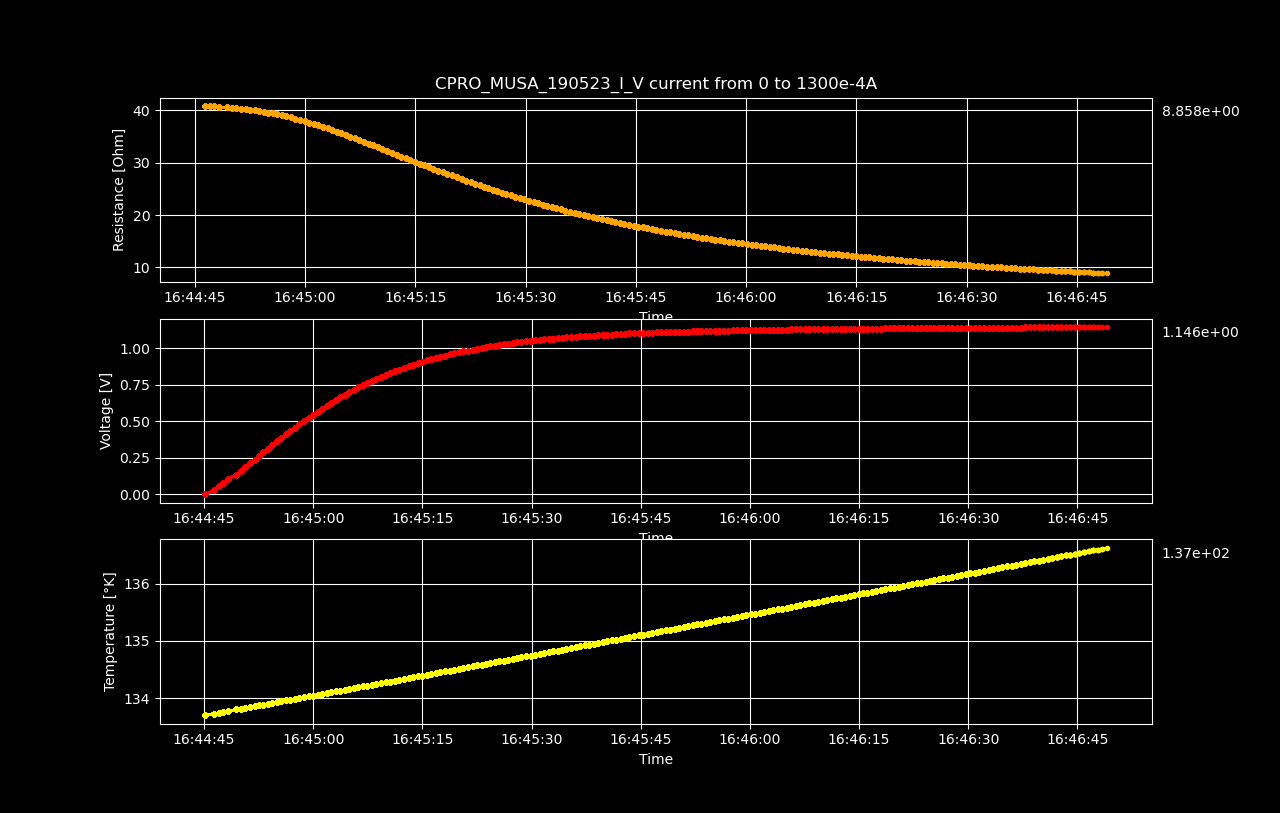 CPRO_MUSA_190523_I_V current from 0 to 1300e-4A
Resistance [Ohm]
40
30
20
10
8.858e+00
16:44:45 16:45:00 16:45:15 16:45:30 16:45:45 16:46:00 16:46:15 16:46:30 16:46:45
Time
Voltage [V]
1.00
0.75
0.50
0.25
0.00
1.146e+00
16:44:45 16:45:00 16:45:15 16:45:30 16:45:45 16:46:00 16:46:15 16:46:30 16:46:45
Time
Temperature [°K]
136
135
134
1.37e+02
16:44:45 16:45:00 16:45:15 16:45:30 16:45:45 16:46:00 16:46:15 16:46:30 16:46:45
Time